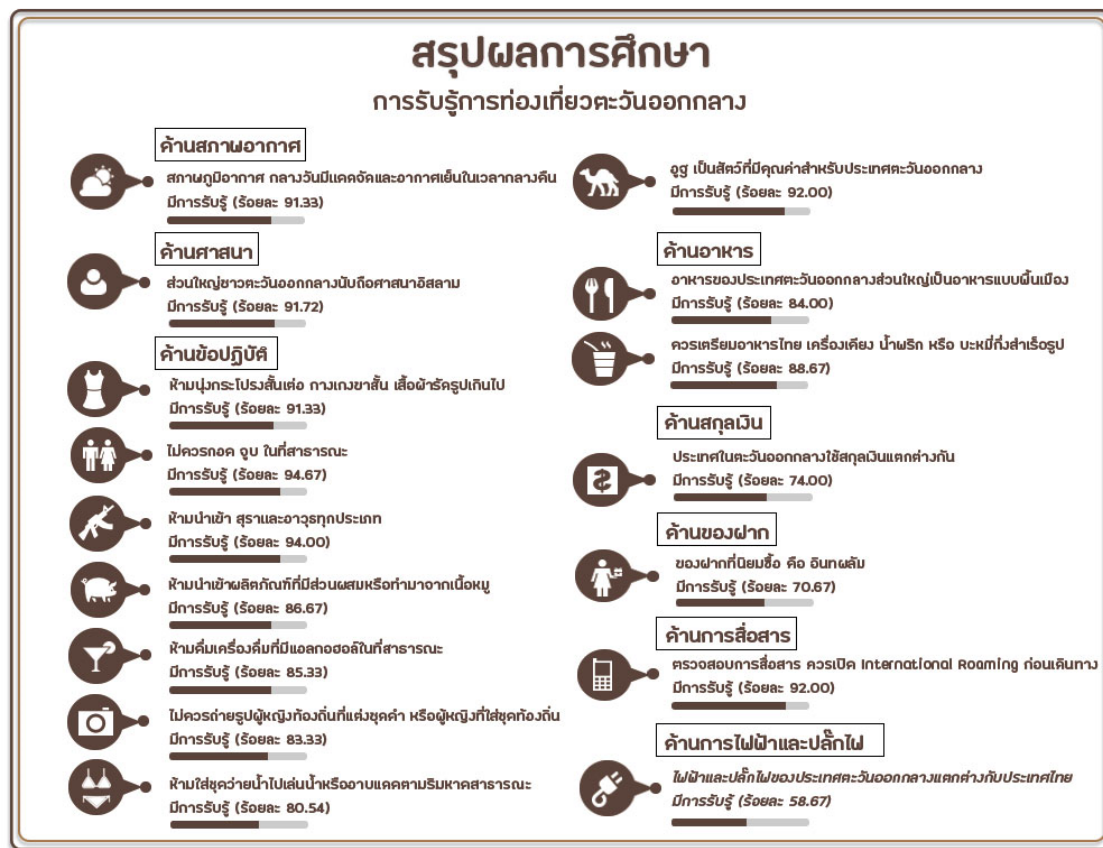 สรุปผลการศึกษา
การรับรู้การท่องเที่ยวตะวันออกกลาง
ด้านสภาพอากาศ
สภาพภูมิอากาศ กลางวันมีแดดจัดและอากาศเย็นในเวลากลางคืน
มีการรับรู้ (ร้อยละ 91.33)
ด้านศาสนา
ส่วนใหญ่ชาวตะวันออกกลางนับถือศาสนาอิสลาม
มีการรับรู้ (ร้อยละ 91.72)
ด้านข้อปฏิบัติ
ห้ามนุ่งกระโปรงสั้นเต่อ กางเกงขาสั้น เสื้อผ้ารัดรูปเกินไป
มีการรับรู้ (ร้อยละ 91.33)
ไม่ควรกอด จูบ ในที่สาธารณะ
มีการรับรู้ (ร้อยละ 94.67)
ห้ามนำเข้า สุราและอาวุธทุกประเภท
มีการรับรู้ (ร้อยละ 94.00)
ห้ามนำเข้าผลิตภัณฑ์ที่มีส่วนผสมหรือทำมาจากเนื้อหมู
มีการรับรู้ (ร้อยละ 86.67)
ห้ามดื่มเครื่องดื่มที่มีแอลกอฮอล์ในที่สาธารณะ
มีการรับรู้ (ร้อยละ 85.33)
ไม่ควรถ่ายรูปผู้หญิงท้องถิ่นที่แต่งชุดดำ หรือผู้หญิงที่ใส่ชุดท้องถิ่น
มีการรับรู้ (ร้อยละ 83.33)
ห้ามใส่ชุดว่ายน้ำไปเล่นน้ำหรืออาบแดดตามริมหาดสาธารณะ
มีการรับรู้ (ร้อยละ 80.54)
อูฐ เป็นสัตว์ที่มีคุณค่าสำหรับประเทศตะวันออกกลาง
มีการรับรู้ (ร้อยละ 92.00)
ด้านอาหาร
อาหารของประเทศตะวันออกกลางส่วนใหญ่เป็นอาหารแบบพื้นเมือง
มีการรับรู้ (ร้อยละ 84.00)
ควรเตรียมอาหารไทย เครื่องเคียง น้ำพริก หรือ บะหมี่กึ่งสำเร็จรูป
มีการรับรู้ (ร้อยละ 88.67)
ด้านสกุลเงิน
ประเทศในตะวันออกกลางใช้สกุลเงินแตกต่างกัน
มีการรับรู้ (ร้อยละ 74.00)
ด้านของฝาก
ของฝากที่นิยมซื้อ คือ อินทผลัม
มีการรับรู้ (ร้อยละ 70.67)
ด้านการสื่อสาร
ตรวจสอบการสื่อสาร ควรเปิด International Roaming ก่อนเดินทาง
มีการรับรู้ (ร้อยละ 92.00)
ด้านการไฟฟ้าและปลั๊กไฟ
ไฟฟ้าและปลั๊กไฟของประเทศตะวันออกกลางแตกต่างกับประเทศไทย
มีการรับรู้ (ร้อยละ 58.67)